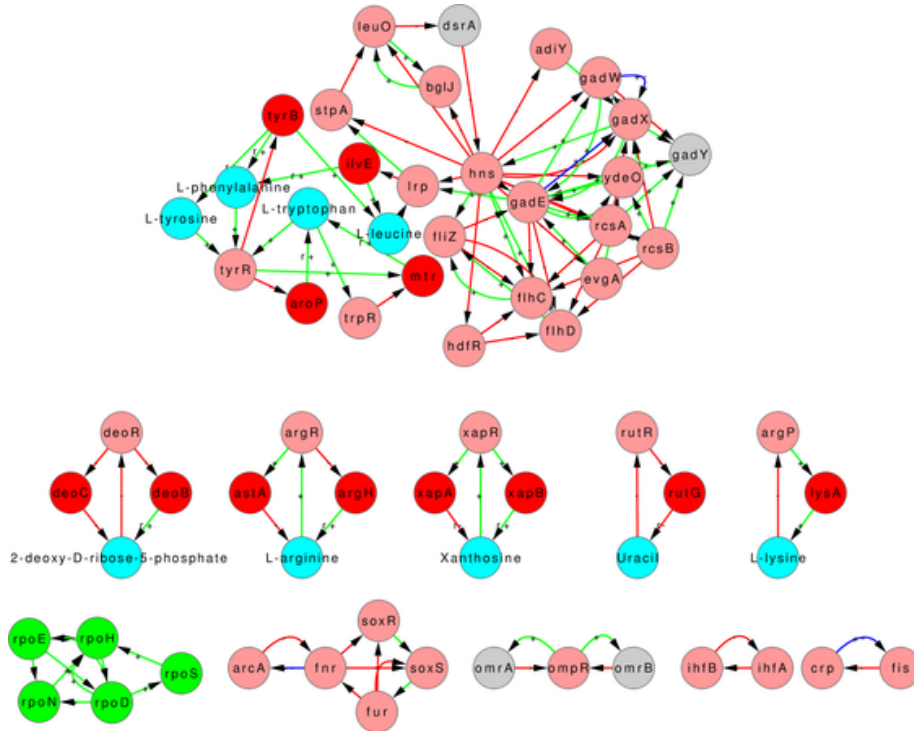 leuO
dsrA
adiY
gadW
bglJ
stpA
gadX
tyrB
gadY
ilvE
hns
ydeO
lrp
L-phenylalanine
gadE
L-tryptophan
L-tyrosine
L-leucine
rcsA
fliZ
rcsB
tyrR
mtr
evgA
aroP
flhC
trpR
flhD
hdfR
deoR
argR
xapR
rutR
argP
deoC
deoB
astA
argH
xapA
xapB
rutG
lysA
2-deoxy-D-ribose-5-phosphate
L-arginine
Xanthosine
Uracil
L-lysine
soxR
rpoE
rpoH
rpoS
arcA
fnr
soxS
omrA
ompR
omrB
ihfB
ihfA
crp
fis
rpoN
rpoD
fur